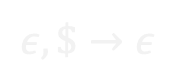 ϵ, $ → ϵ